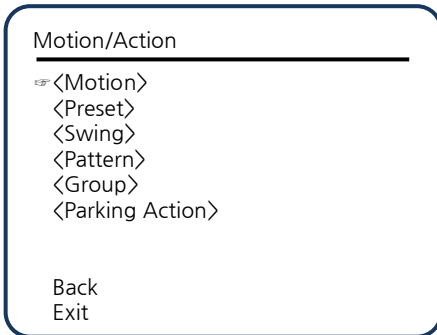 Motion/Action
☞〈Motion〉
〈Preset〉
〈Swing〉
〈Pattern〉
〈Group〉
〈Parking Action〉
Back
Exit